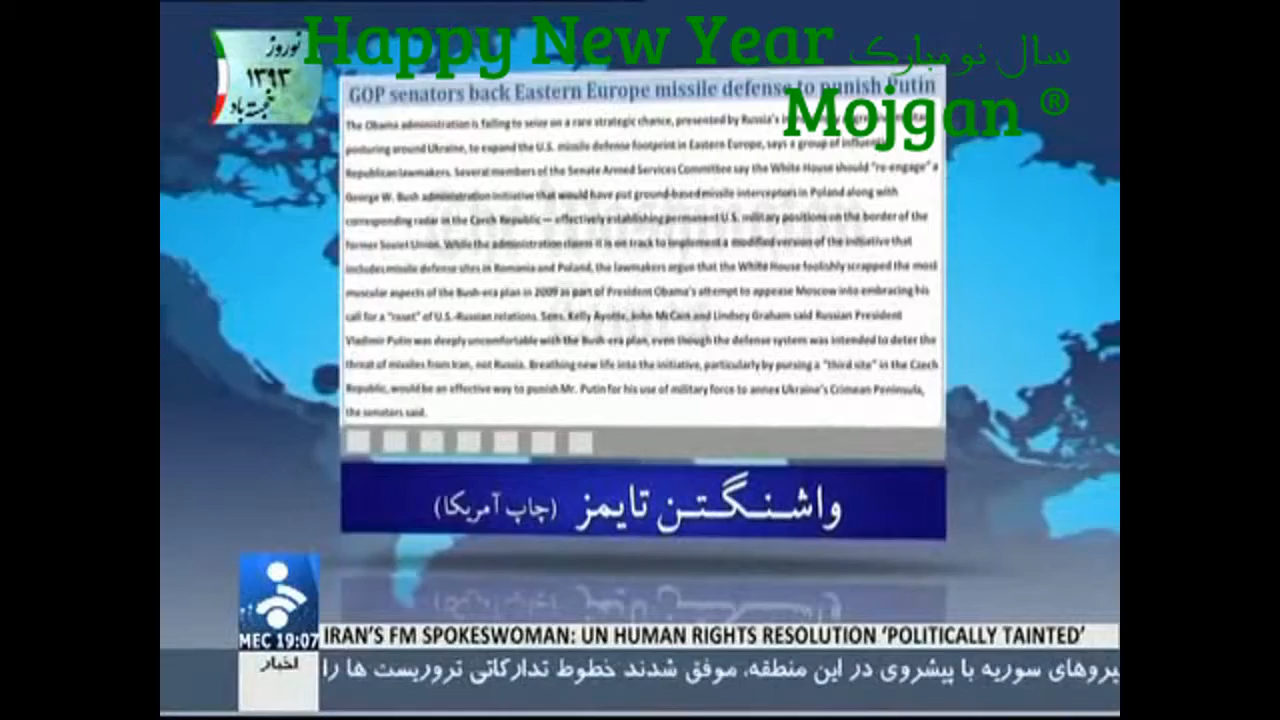 Happy New Year سال نو مبارک
Mojgan ®
نوروز
۱۳۹۳
خجسته باد
GOP senators back Eastern Europe missile defense to punish Putin
The Obama administration is failing to seize on a rare strategic chance, presented by Russia's
posturing around Ukraine, to expand the U.S. missile defense footprint in Eastern Europe, says a group of influential
Republican lawmakers. Several members of the Senate Armed Services Committee say the White House should "re-engage" a
George W. Bush administration initiative that would have put ground-based missile interceptors in Poland along with
corresponding radar in the Czech Republic — effectively establishing permanent U.S. military positions on the border of the
former Soviet Union. While the administration claims it is on track to implement a modified version of the initiative that
includes missile defense sites in Romania and Poland, the lawmakers argue that the White House foolishly scrapped the most
muscular aspects of the Bush-era plan in 2009 as part of President Obama's attempt to appease Moscow into embracing his
call for a "reset" of U.S.-Russian relations. Sens. Kelly Ayotte, John McCain and Lindsey Graham said Russian President
Vladimir Putin was deeply uncomfortable with the Bush-era plan, even though the defense system was intended to deter the
threat of missiles from Iran, not Russia. Breathing new life into the initiative, particularly by pursing a "third site" in the Czech
Republic, would be an effective way to punish Mr. Putin for his use of military force to annex Ukraine's Crimean Peninsula,
the senators said.
واشنگتن تایمز (چاپ آمریکا)
MEC 19:07
IRAN'S FM SPOKESWOMAN: UN HUMAN RIGHTS RESOLUTION 'POLITICALLY TAINTED'
اخبار
یروهای سوریه با پیشروی در این منطقه، موفق شدند خطوط تدارکاتی تروریست ها را